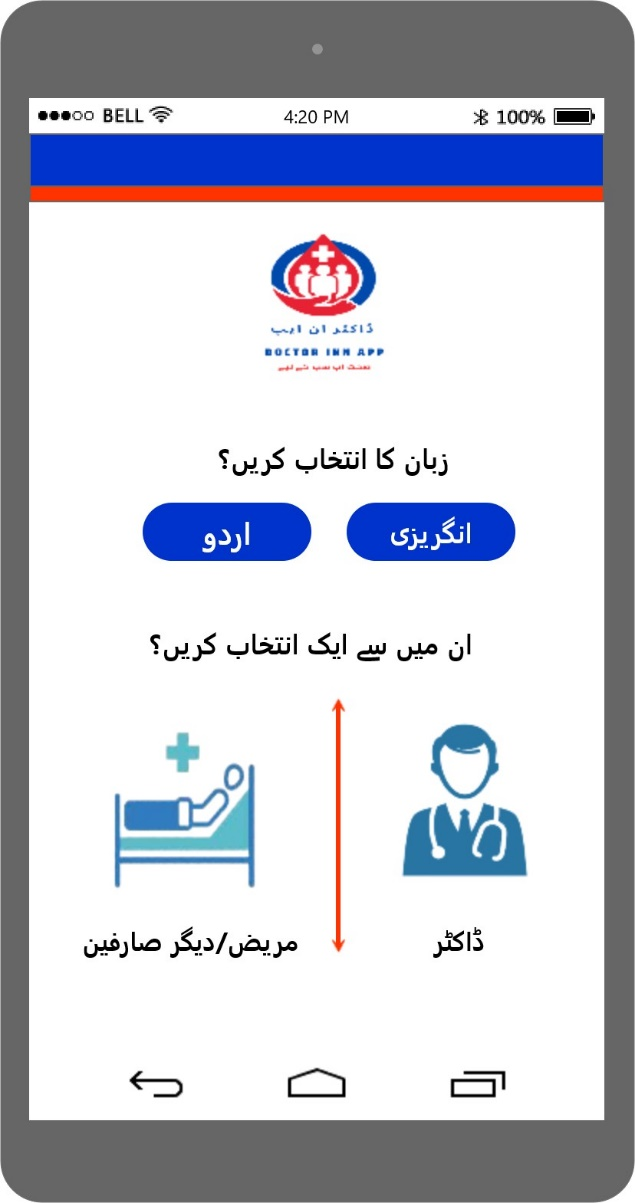 BELL 4:20 PM 100%
ڈاکٹر ان ایپ
DOCTOR INN APP
زبان کا انتخاب کریں؟
انگریزی اردو
ان میں سے ایک انتخاب کریں؟
ڈاکٹر مریض/دیگر صارفین